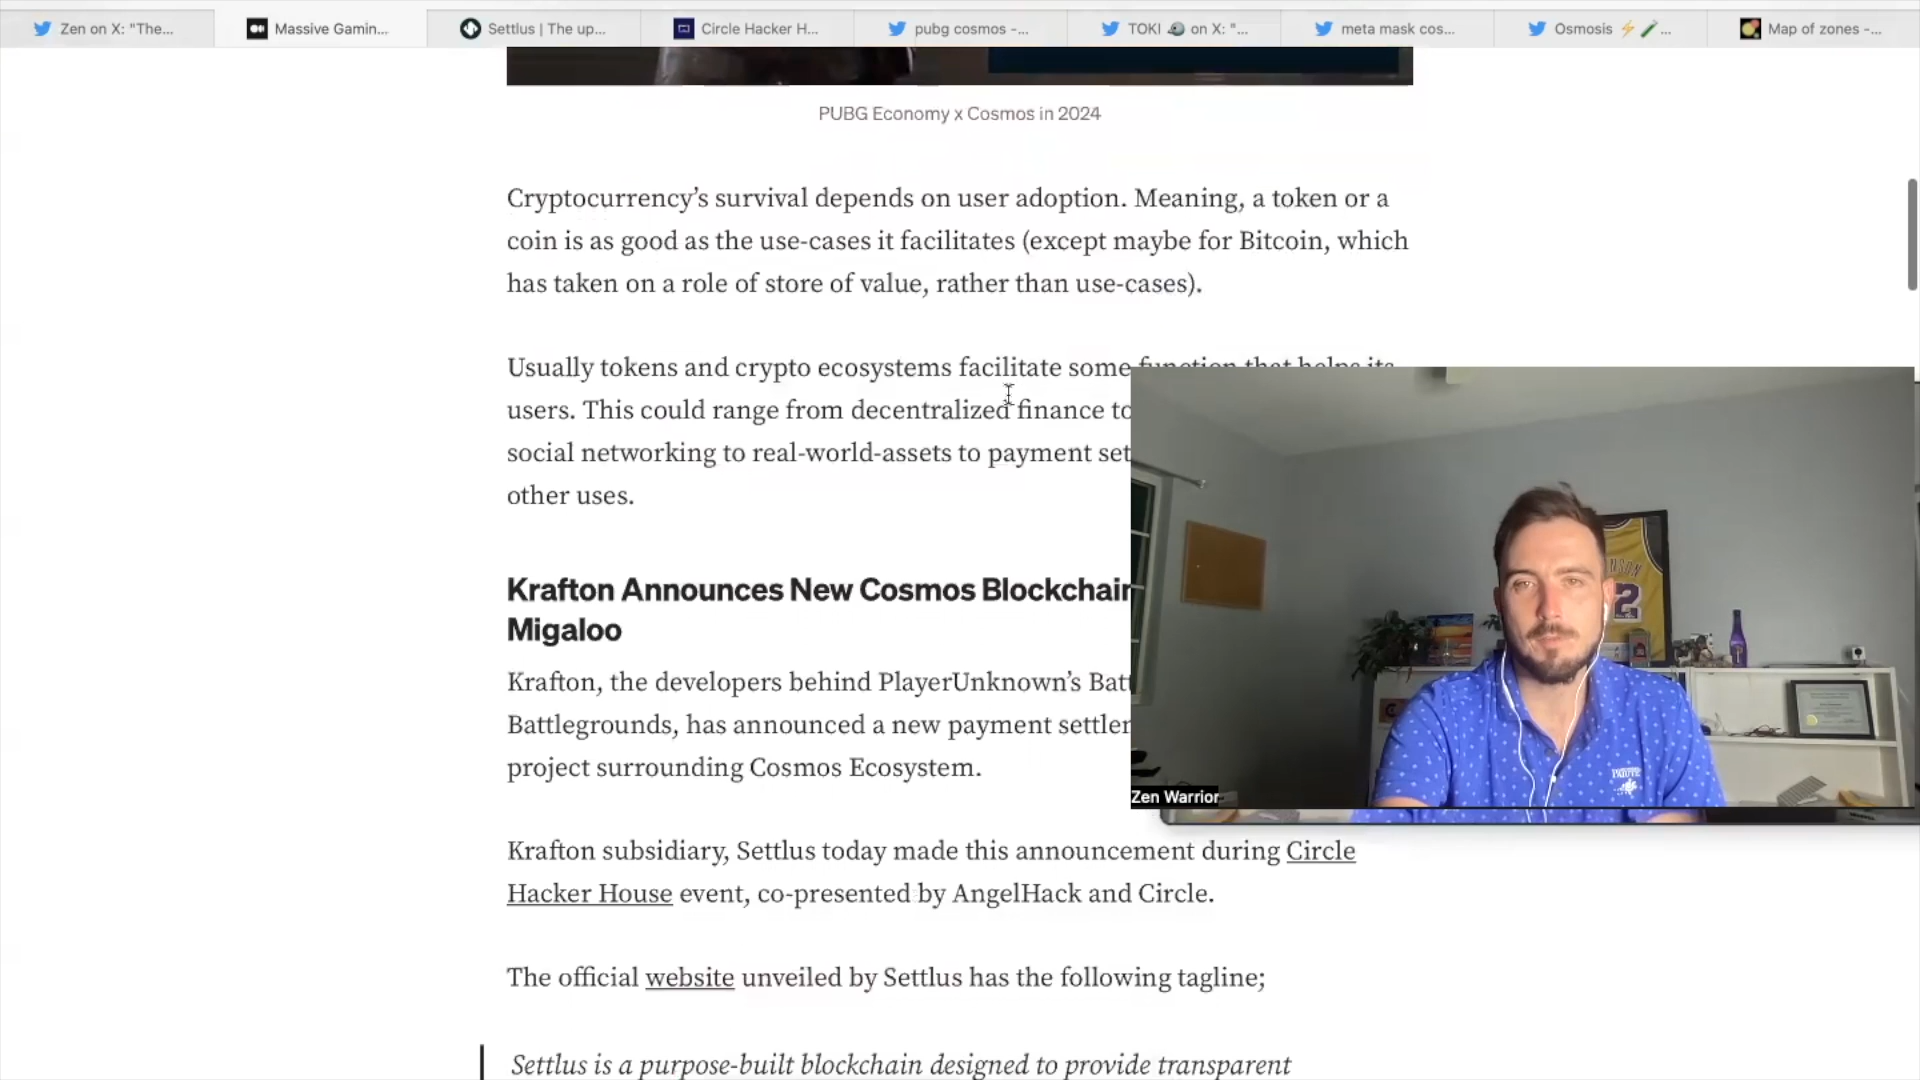 Zen on X: "The...
Massive Gamin...
Settlus | The up...
Circle Hacker H...
pubg cosmos -...
TOKI on X: "...
meta mask cos...
Osmosis ⚡🧪...
Map of zones -...
PUBG Economy x Cosmos in 2024
Cryptocurrency’s survival depends on user adoption. Meaning, a token or a
coin is as good as the use-cases it facilitates (except maybe for Bitcoin, which
has taken on a role of store of value, rather than use-cases).
Usually tokens and crypto ecosystems facilitate some function that helps its
users. This could range from decentralized finance to
social networking to real-world-assets to payment set
other uses.
Krafton Announces New Cosmos Blockchain
Migaloo
Krafton, the developers behind PlayerUnknown’s Batt
Battlegrounds, has announced a new payment settler
project surrounding Cosmos Ecosystem.
Krafton subsidiary, Settlus today made this announcement during Circle
Hacker House event, co-presented by AngelHack and Circle.
The official website unveiled by Settlus has the following tagline;
Settlus is a purpose-built blockchain designed to provide transparent
NSON
2
PAIUTE
Zen Warrior